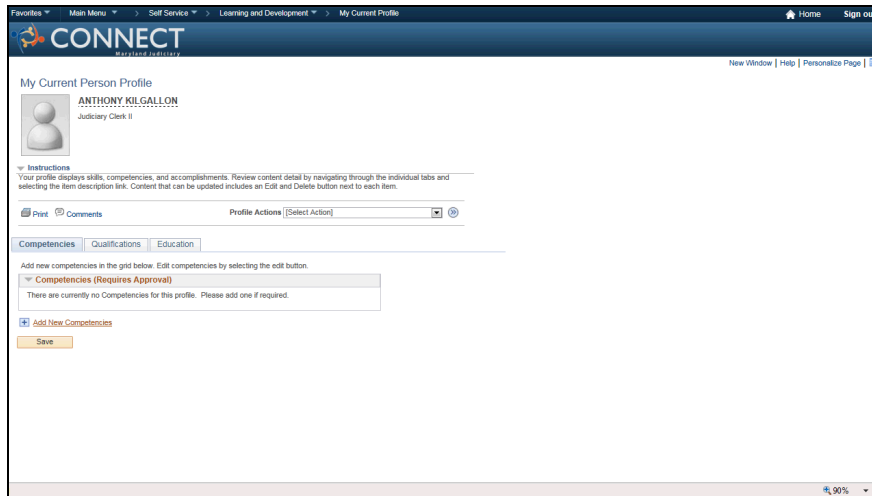 Favorites Main Menu > Self Service > Learning and Development > My Current Profile Home Sign ou
CONNECT
Maryland Judiciary
New Window | Help | Personalize Page |
My Current Person Profile
ANTHONY KILGALLON
Judiciary Clerk II
Instructions
Your profile displays skills, competencies, and accomplishments. Review content detail by navigating through the individual tabs and
selecting the item description link. Content that can be updated includes an Edit and Delete button next to each item.
Print Comments Profile Actions [Select Action]
Competencies Qualifications Education
Add new competencies in the grid below. Edit competencies by selecting the edit button.
Competencies (Requires Approval)
There are currently no Competencies for this profile. Please add one if required.
Add New Competencies
Save
90%